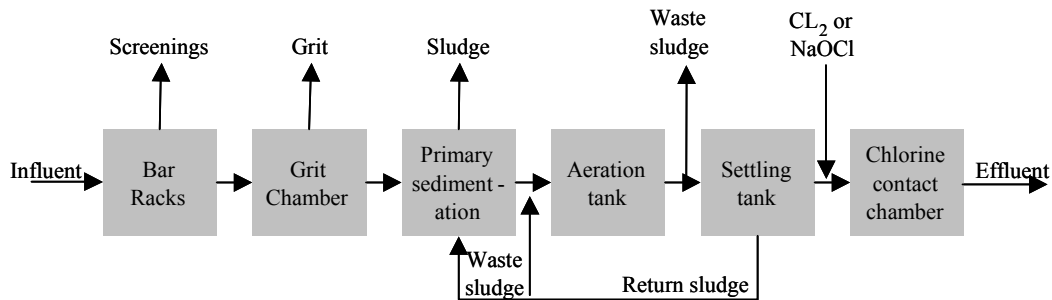 Screenings
Grit
Sludge
Waste
sludge
CL₂ or
NaOCl
Influent
Bar
Racks
Grit
Chamber
Primary
sediment -
ation
Aeration
tank
Settling
tank
Chlorine
contact
chamber
Effluent
Waste
sludge
Return sludge